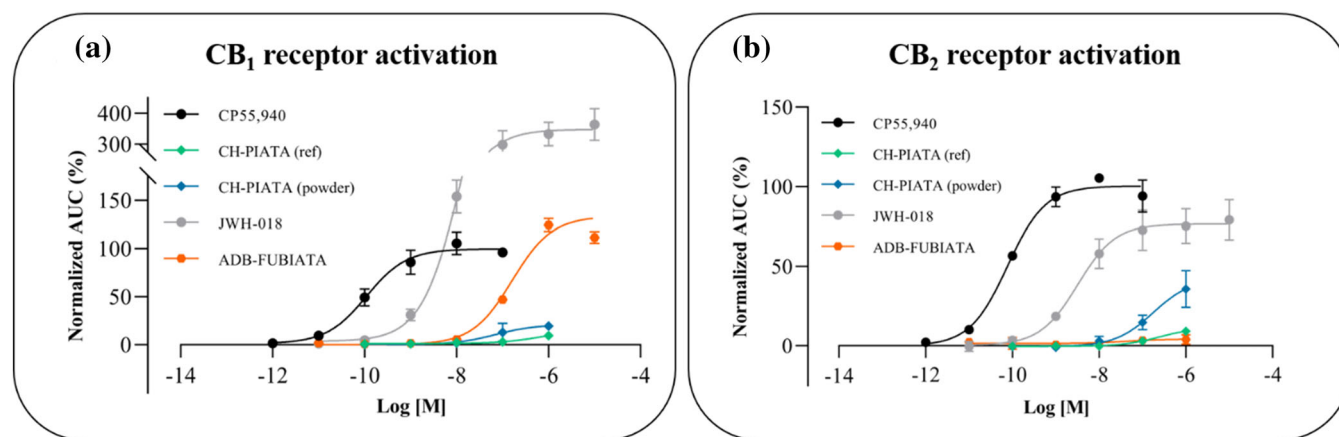 (a)
CB₁ receptor activation
Normalized AUC (%)
400
300
150
100
50
0
CP55,940
CH-PIATA (ref)
CH-PIATA (powder)
JWH-018
ADB-FUBIATA
-14
-12
-10
-8
-6
-4
Log [M]
(b)
CB₂ receptor activation
Normalized AUC (%)
150
100
50
0
CP55,940
CH-PIATA (ref)
CH-PIATA (powder)
JWH-018
ADB-FUBIATA
-14
-12
-10
-8
-6
-4
Log [M]